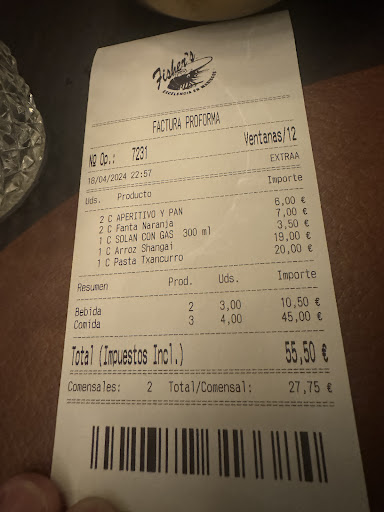 Fisher's
EXCELENCIA EN MARISCOS
FACTURA PROFORMA
Nº Op.: 7231 Ventanas/12
18/04/2024 22:57 EXTRAA
Uds. Producto Importe
2 C APERITIVO Y PAN 6,00 €
2 C Fanta Naranja 7,00 €
1 C SOLAN CON GAS 300 ml 3,50 €
1 C Arroz Shangai 19,00 €
1 C Pasta Txancurro 20,00 €
Resumen Prod. Uds. Importe
Bebida 2 3,00 10,50 €
Comida 3 4,00 45,00 €
Total (Impuestos Incl.) 55,50 €
Comensales: 2 Total/Comensal: 27,75 €